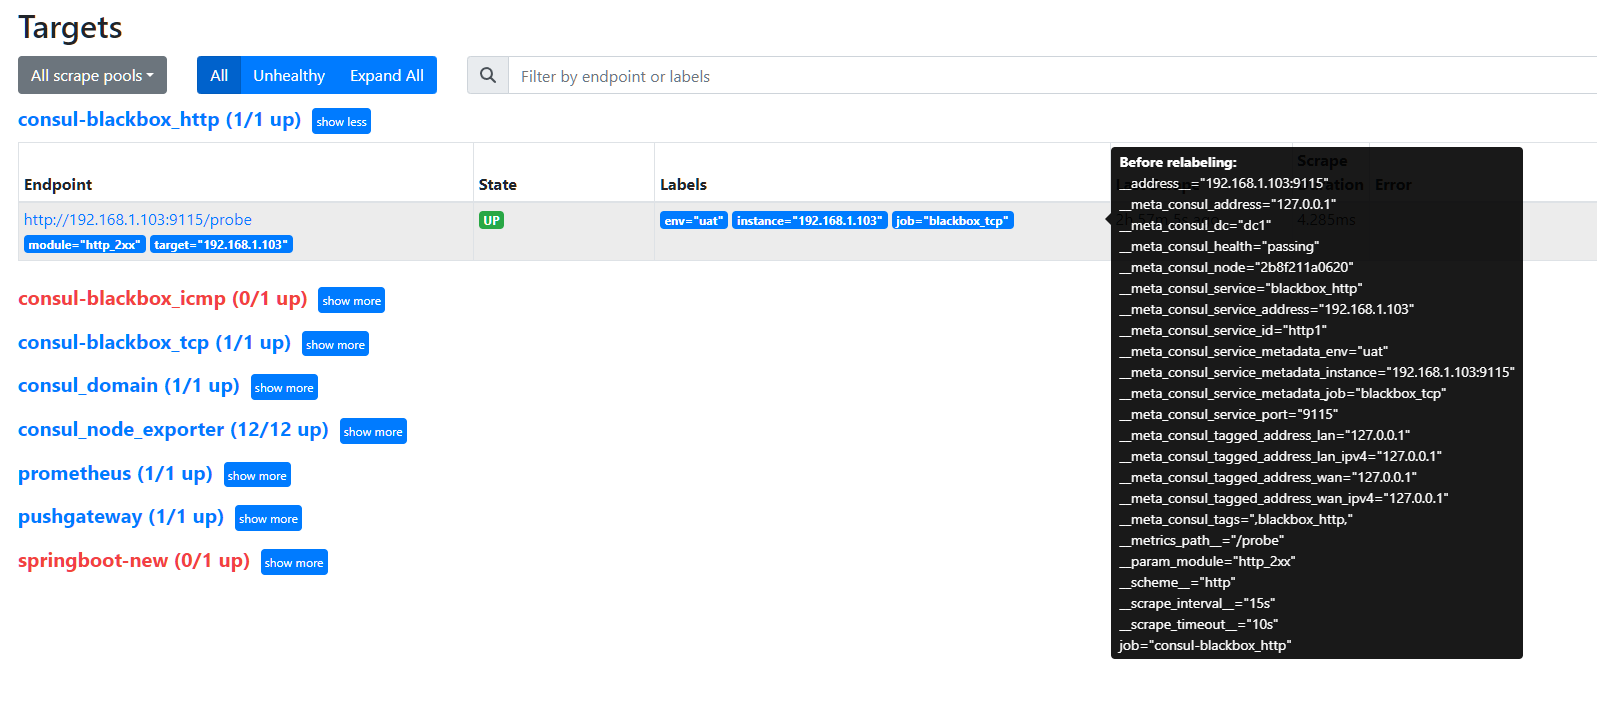 Targets
All scrape pools
All Unhealthy Expand All
Filter by endpoint or labels
consul-blackbox_http (1/1 up) show less
Endpoint State Labels Scrape Error
http://192.168.1.103:9115/probe UP env="uat" instance="192.168.1.103" job="blackbox_tcp" 4.285ms
module="http_2xx" target="192.168.1.103"
consul-blackbox_icmp (0/1 up) show more
consul-blackbox_tcp (1/1 up) show more
consul_domain (1/1 up) show more
consul_node_exporter (12/12 up) show more
prometheus (1/1 up) show more
pushgateway (1/1 up) show more
springboot-new (0/1 up) show more
Before relabeling:
__address__="192.168.1.103:9115"
__meta_consul_address="127.0.0.1"
__meta_consul_dc="dc1"
__meta_consul_health="passing"
__meta_consul_node="2b8f211a0620"
__meta_consul_service="blackbox_http"
__meta_consul_service_address="192.168.1.103"
__meta_consul_service_id="http1"
__meta_consul_service_metadata_env="uat"
__meta_consul_service_metadata_instance="192.168.1.103:9115"
__meta_consul_service_metadata_job="blackbox_tcp"
__meta_consul_service_port="9115"
__meta_consul_tagged_address_lan="127.0.0.1"
__meta_consul_tagged_address_lan_ipv4="127.0.0.1"
__meta_consul_tagged_address_wan="127.0.0.1"
__meta_consul_tagged_address_wan_ipv4="127.0.0.1"
__meta_consul_tags=",blackbox_http,"
__metrics_path__="/probe"
__param_module="http_2xx"
__scheme__="http"
__scrape_interval__="15s"
__scrape_timeout__="10s"
job="consul-blackbox_http"